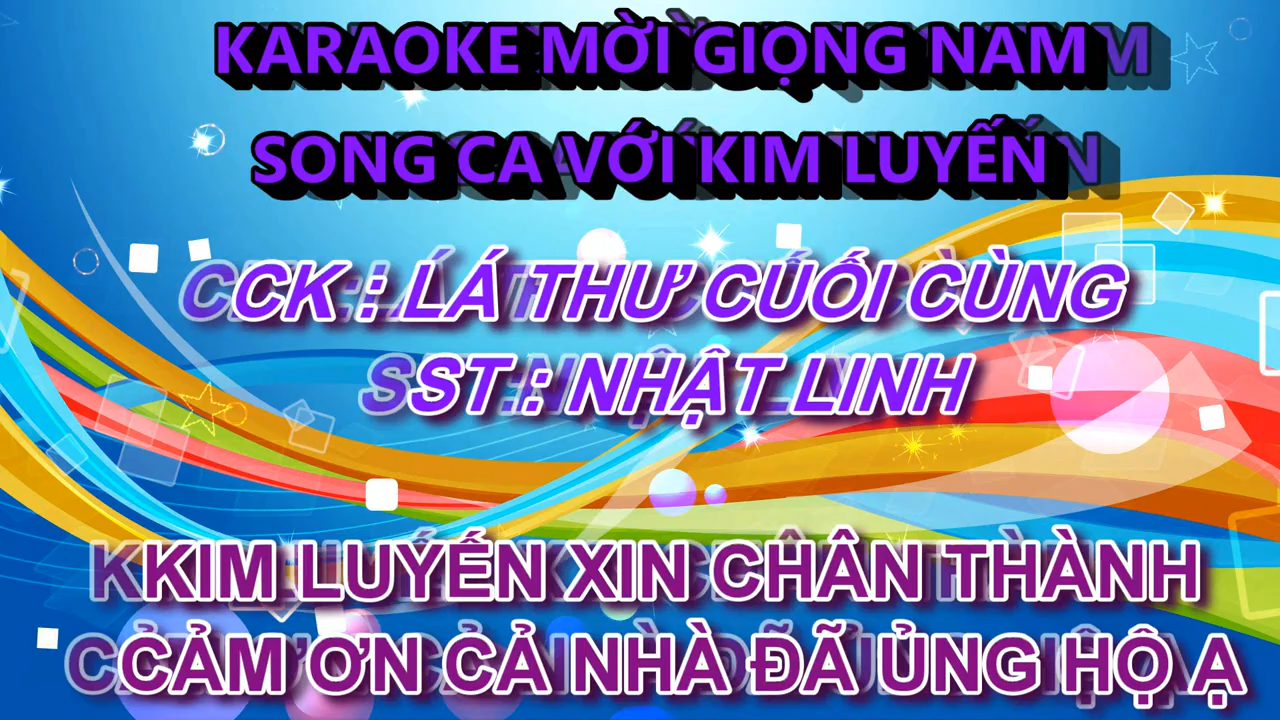 KARAOKE MỜI GIỌNG NAM
SONG CA VỚI KIM LUYẾN
CK : LÁ THƯ CUỐI CÙNG
ST : NHẬT LINH
KIM LUYẾN XIN CHÂN THÀNH
CẢM ƠN CẢ NHÀ ĐÃ ỦNG HỘ Ạ